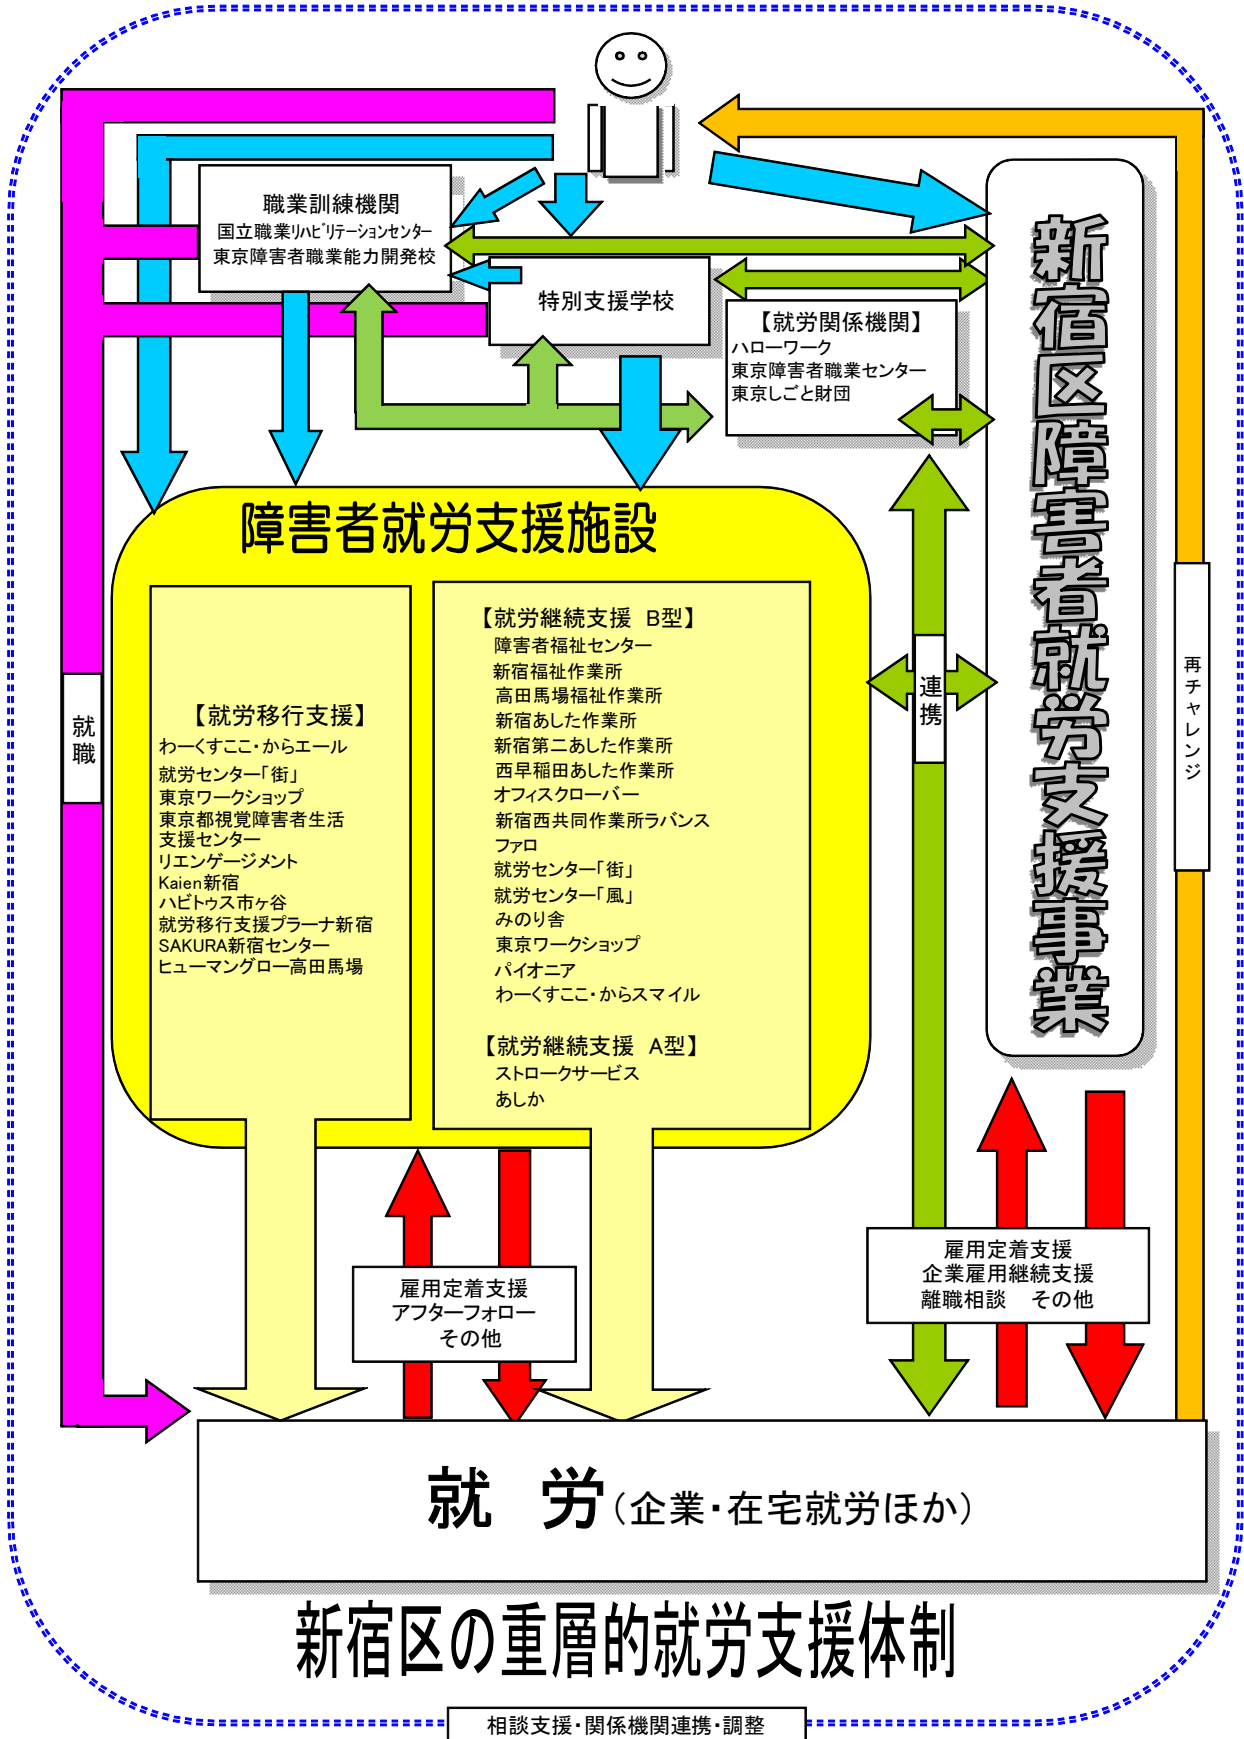 職業訓練機関
国立職業リハビリテーションセンター
東京障害者職業能力開発校
特別支援学校
【就労関係機関】
ハローワーク
東京障害者職業センター
東京しごと財団
新宿区障害者就労支援事業
障害者就労支援施設
【就労移行支援】
わーくすここ・からエール
就労センター「街」
東京ワークショップ
東京都視覚障害者生活
支援センター
リエンゲージメント
Kaien新宿
ハビトゥス市ヶ谷
就労移行支援プラーナ新宿
SAKURA新宿センター
ヒューマングロー高田馬場
【就労継続支援 B型】
障害者福祉センター
新宿福祉作業所
高田馬場福祉作業所
新宿あした作業所
新宿第二あした作業所
西早稲田あした作業所
オフィスクローバー
新宿西共同作業所ラバンス
ファロ
就労センター「街」
就労センター「風」
みのり舎
東京ワークショップ
パイオニア
わーくすここ・からスマイル
【就労継続支援 A型】
ストロークサービス
あしか
就職
連携
再チャレンジ
雇用定着支援
アフターフォロー
その他
雇用定着支援
企業雇用継続支援
離職相談 その他
就 労(企業・在宅就労ほか)
新宿区の重層的就労支援体制
相談支援・関係機関連携・調整